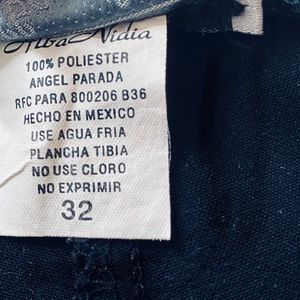 Alba Nidia
100% POLIESTER
ANGEL PARADA
RFC PARA 800206 B36
HECHO EN MEXICO
USE AGUA FRIA
PLANCHA TIBIA
NO USE CLORO
NO EXPRIMIR
32